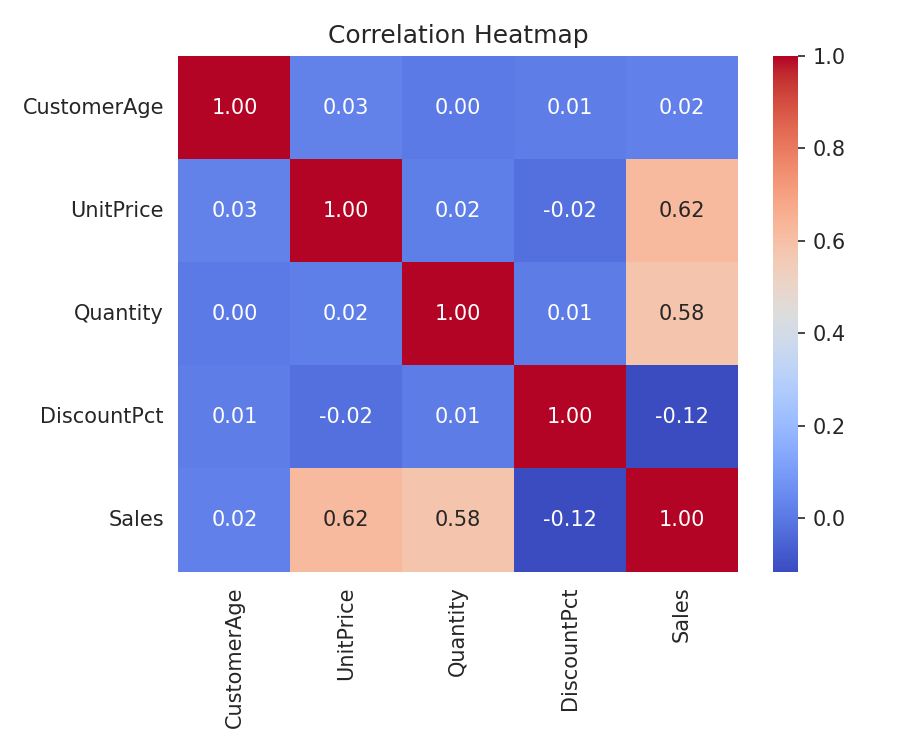 Correlation Heatmap
CustomerAge 1.00 0.03 0.00 0.01 0.02
UnitPrice 0.03 1.00 0.02 -0.02 0.62
Quantity 0.00 0.02 1.00 0.01 0.58
DiscountPct 0.01 -0.02 0.01 1.00 -0.12
Sales 0.02 0.62 0.58 -0.12 1.00
CustomerAge
UnitPrice
Quantity
DiscountPct
Sales
1.0
0.8
0.6
0.4
0.2
0.0